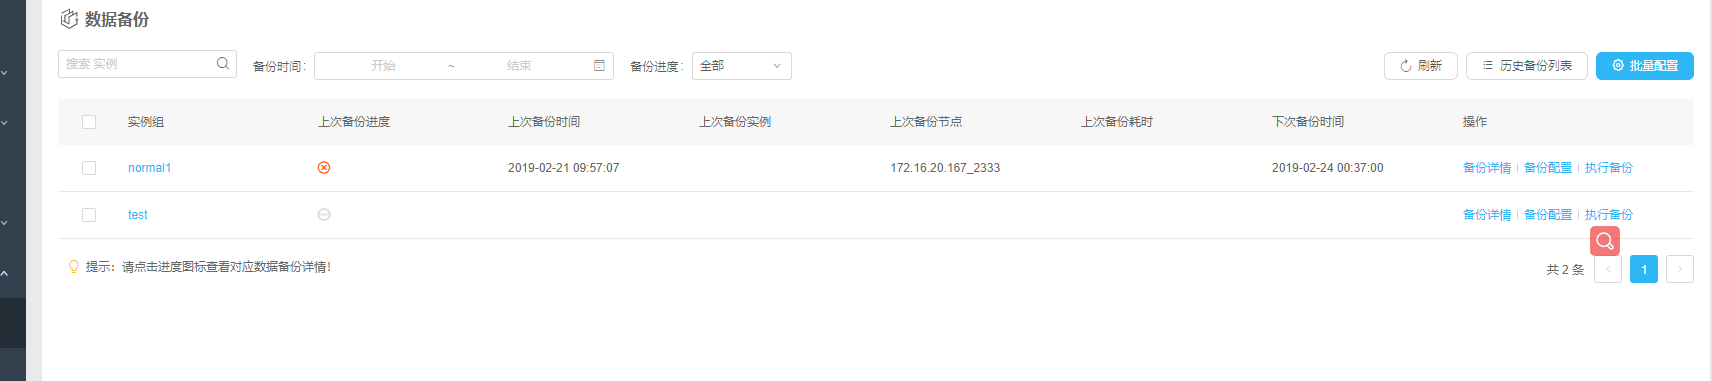 数据备份
搜索 实例 备份时间： 开始 ~ 结束 备份进度： 全部 刷新 历史备份列表 批量配置
实例组 上次备份进度 上次备份时间 上次备份实例 上次备份节点 上次备份耗时 下次备份时间 操作
normal1 2019-02-21 09:57:07 172.16.20.167_2333 2019-02-24 00:37:00 备份详情 备份配置 执行备份
test 备份详情 备份配置 执行备份
提示：请点击进度图标查看对应数据备份详情！ 共 2 条 < 1 >